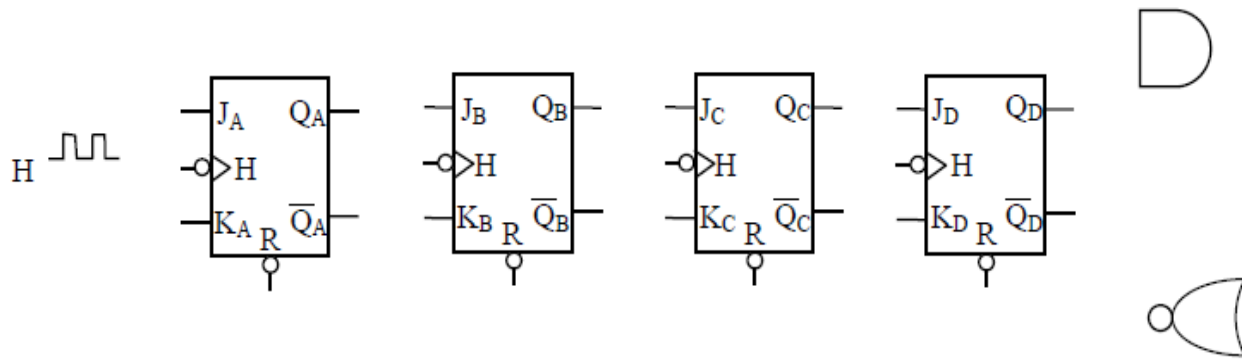 H
J_A Q_A
H
K_A Q̅_A
R
J_B Q_B
H
K_B Q̅_B
R
J_C Q_C
H
K_C Q̅_C
R
J_D Q_D
H
K_D Q̅_D
R